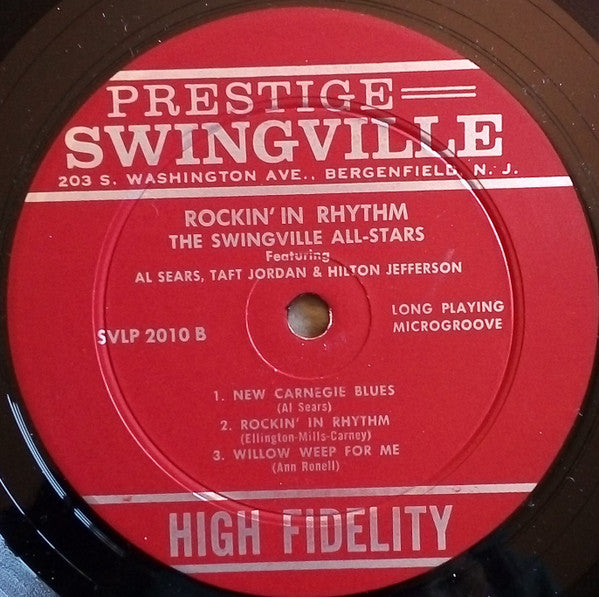 PRESTIGE
SWINGVILLE
203 S. WASHINGTON AVE., BERGENFIELD, N. J.
ROCKIN' IN RHYTHM
THE SWINGVILLE ALL-STARS
Featuring
AL SEARS, TAFT JORDAN & HILTON JEFFERSON
SVLP 2010 B
LONG PLAYING
MICROGROOVE
1. NEW CARNEGIE BLUES
(Al Sears)
2. ROCKIN' IN RHYTHM
(Ellington-Mills-Carney)
3. WILLOW WEEP FOR ME
(Ann Ronell)
HIGH FIDELITY